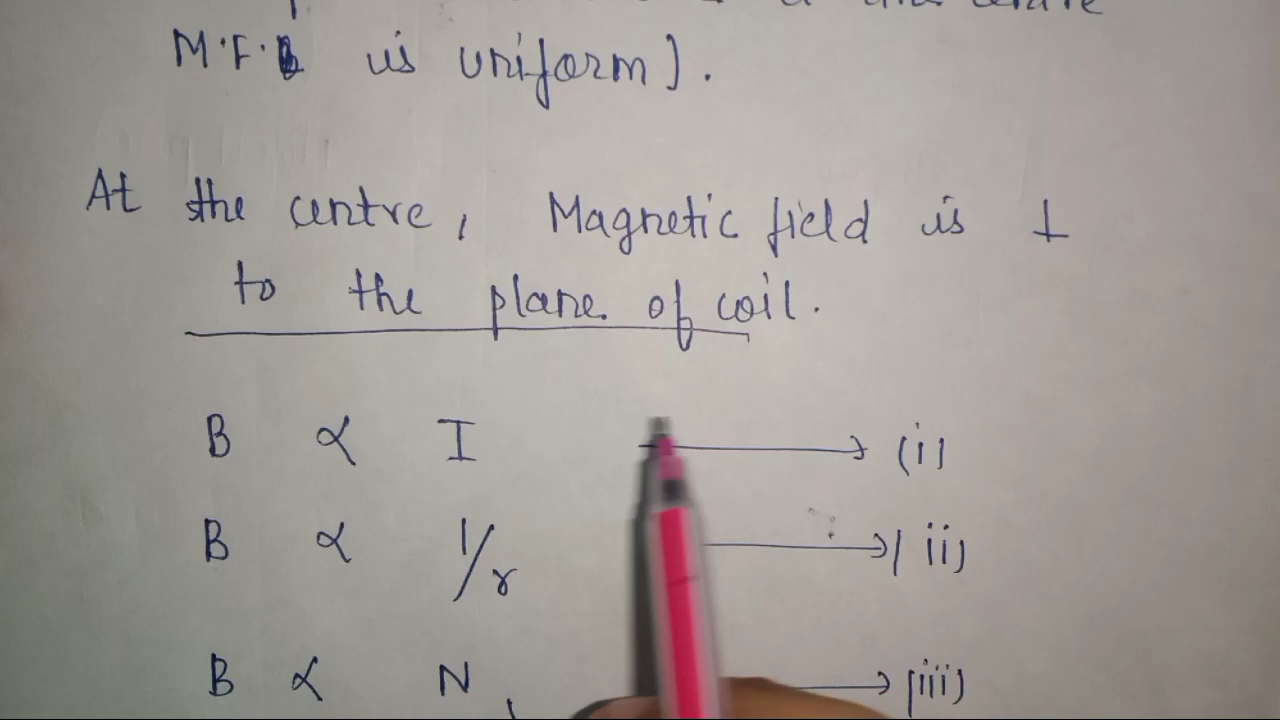 M.F. is uniform).
At the centre, Magnetic field is ⊥
to the plane of coil.
B ∝ I → (i)
B ∝ 1/r → (ii)
B ∝ N → (iii)